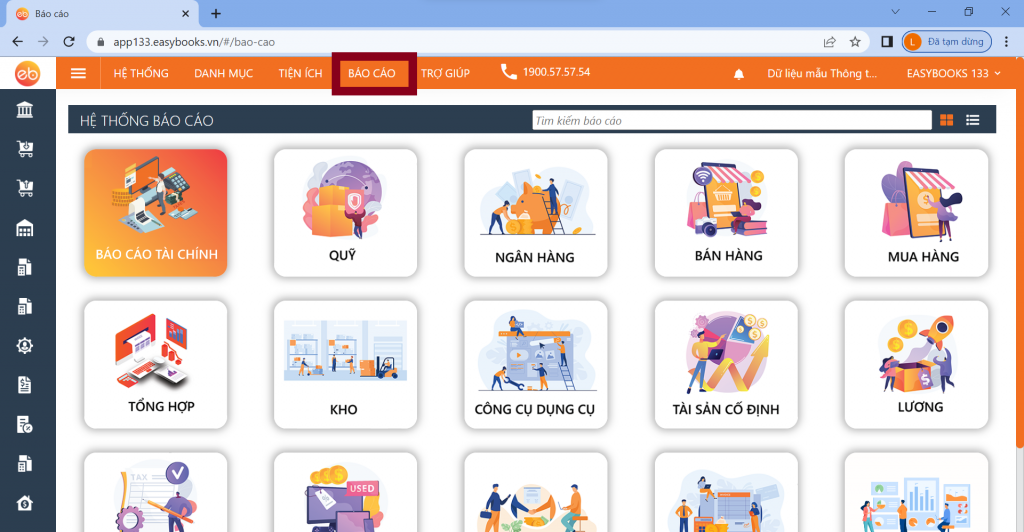 eb Báo cáo
app133.easybooks.vn/#/bao-cao
L Đã tạm dừng
eb HỆ THỐNG DANH MỤC TIỆN ÍCH BÁO CÁO TRỢ GIÚP 1900.57.57.54 Dữ liệu mẫu Thông t... EASYBOOKS 133
HỆ THỐNG BÁO CÁO Tìm kiếm báo cáo
BÁO CÁO TÀI CHÍNH QUỸ NGÂN HÀNG BÁN HÀNG MUA HÀNG
TỔNG HỢP KHO CÔNG CỤ DỤNG CỤ TÀI SẢN CỐ ĐỊNH LƯƠNG
TAX USED